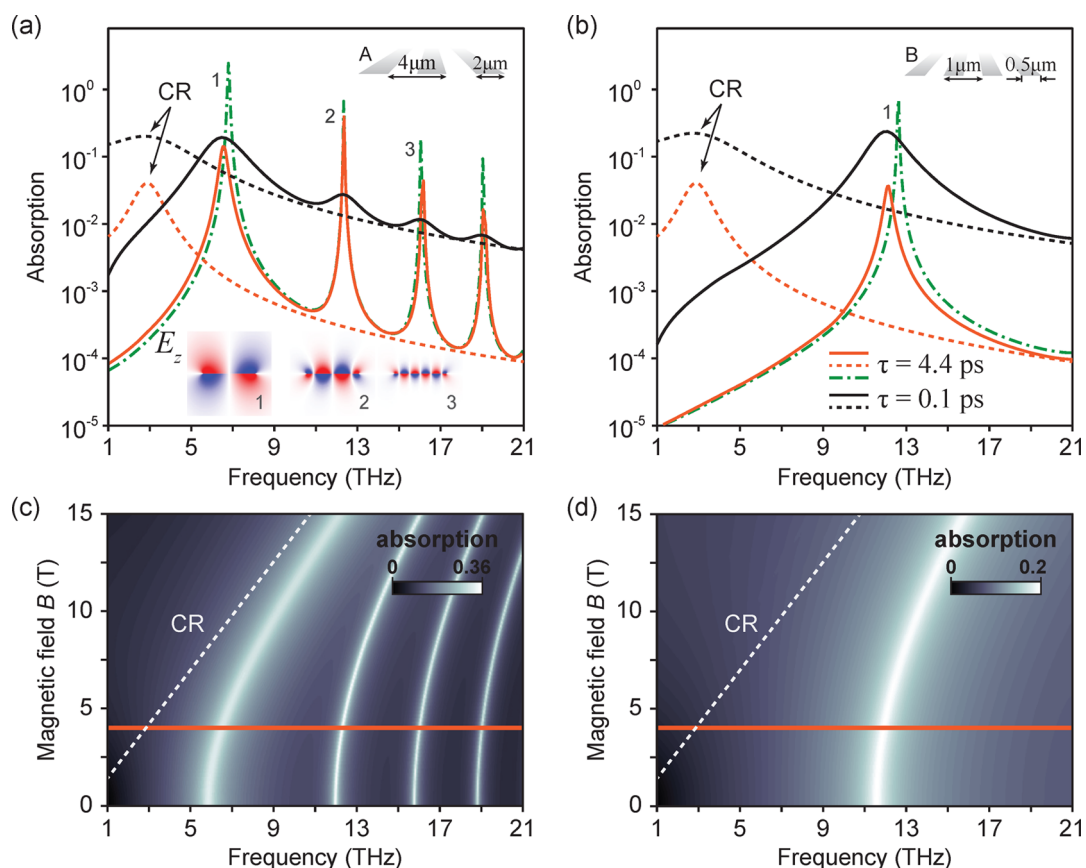 (a)
A
4μm
2μm
CR
1
2
3
10⁰
10⁻¹
10⁻²
10⁻³
10⁻⁴
10⁻⁵
Absorption
E_z
1
2
3
1 5 9 13 17 21
Frequency (THz)
(b)
B
1μm
0.5μm
CR
1
10⁰
10⁻¹
10⁻²
10⁻³
10⁻⁴
10⁻⁵
Absorption
τ = 4.4 ps
τ = 0.1 ps
1 5 9 13 17 21
Frequency (THz)
(c)
15
10
5
0
Magnetic field B (T)
absorption
0 0.36
CR
1 5 9 13 17 21
Frequency (THz)
(d)
15
10
5
0
Magnetic field B (T)
absorption
0 0.2
CR
1 5 9 13 17 21
Frequency (THz)